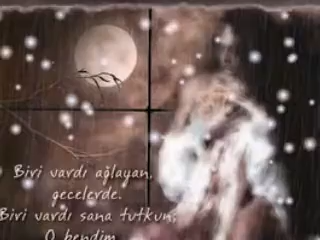 Biri vardı ağlayan,
gecelerde.
Biri vardı sana tutkun,
O bendim